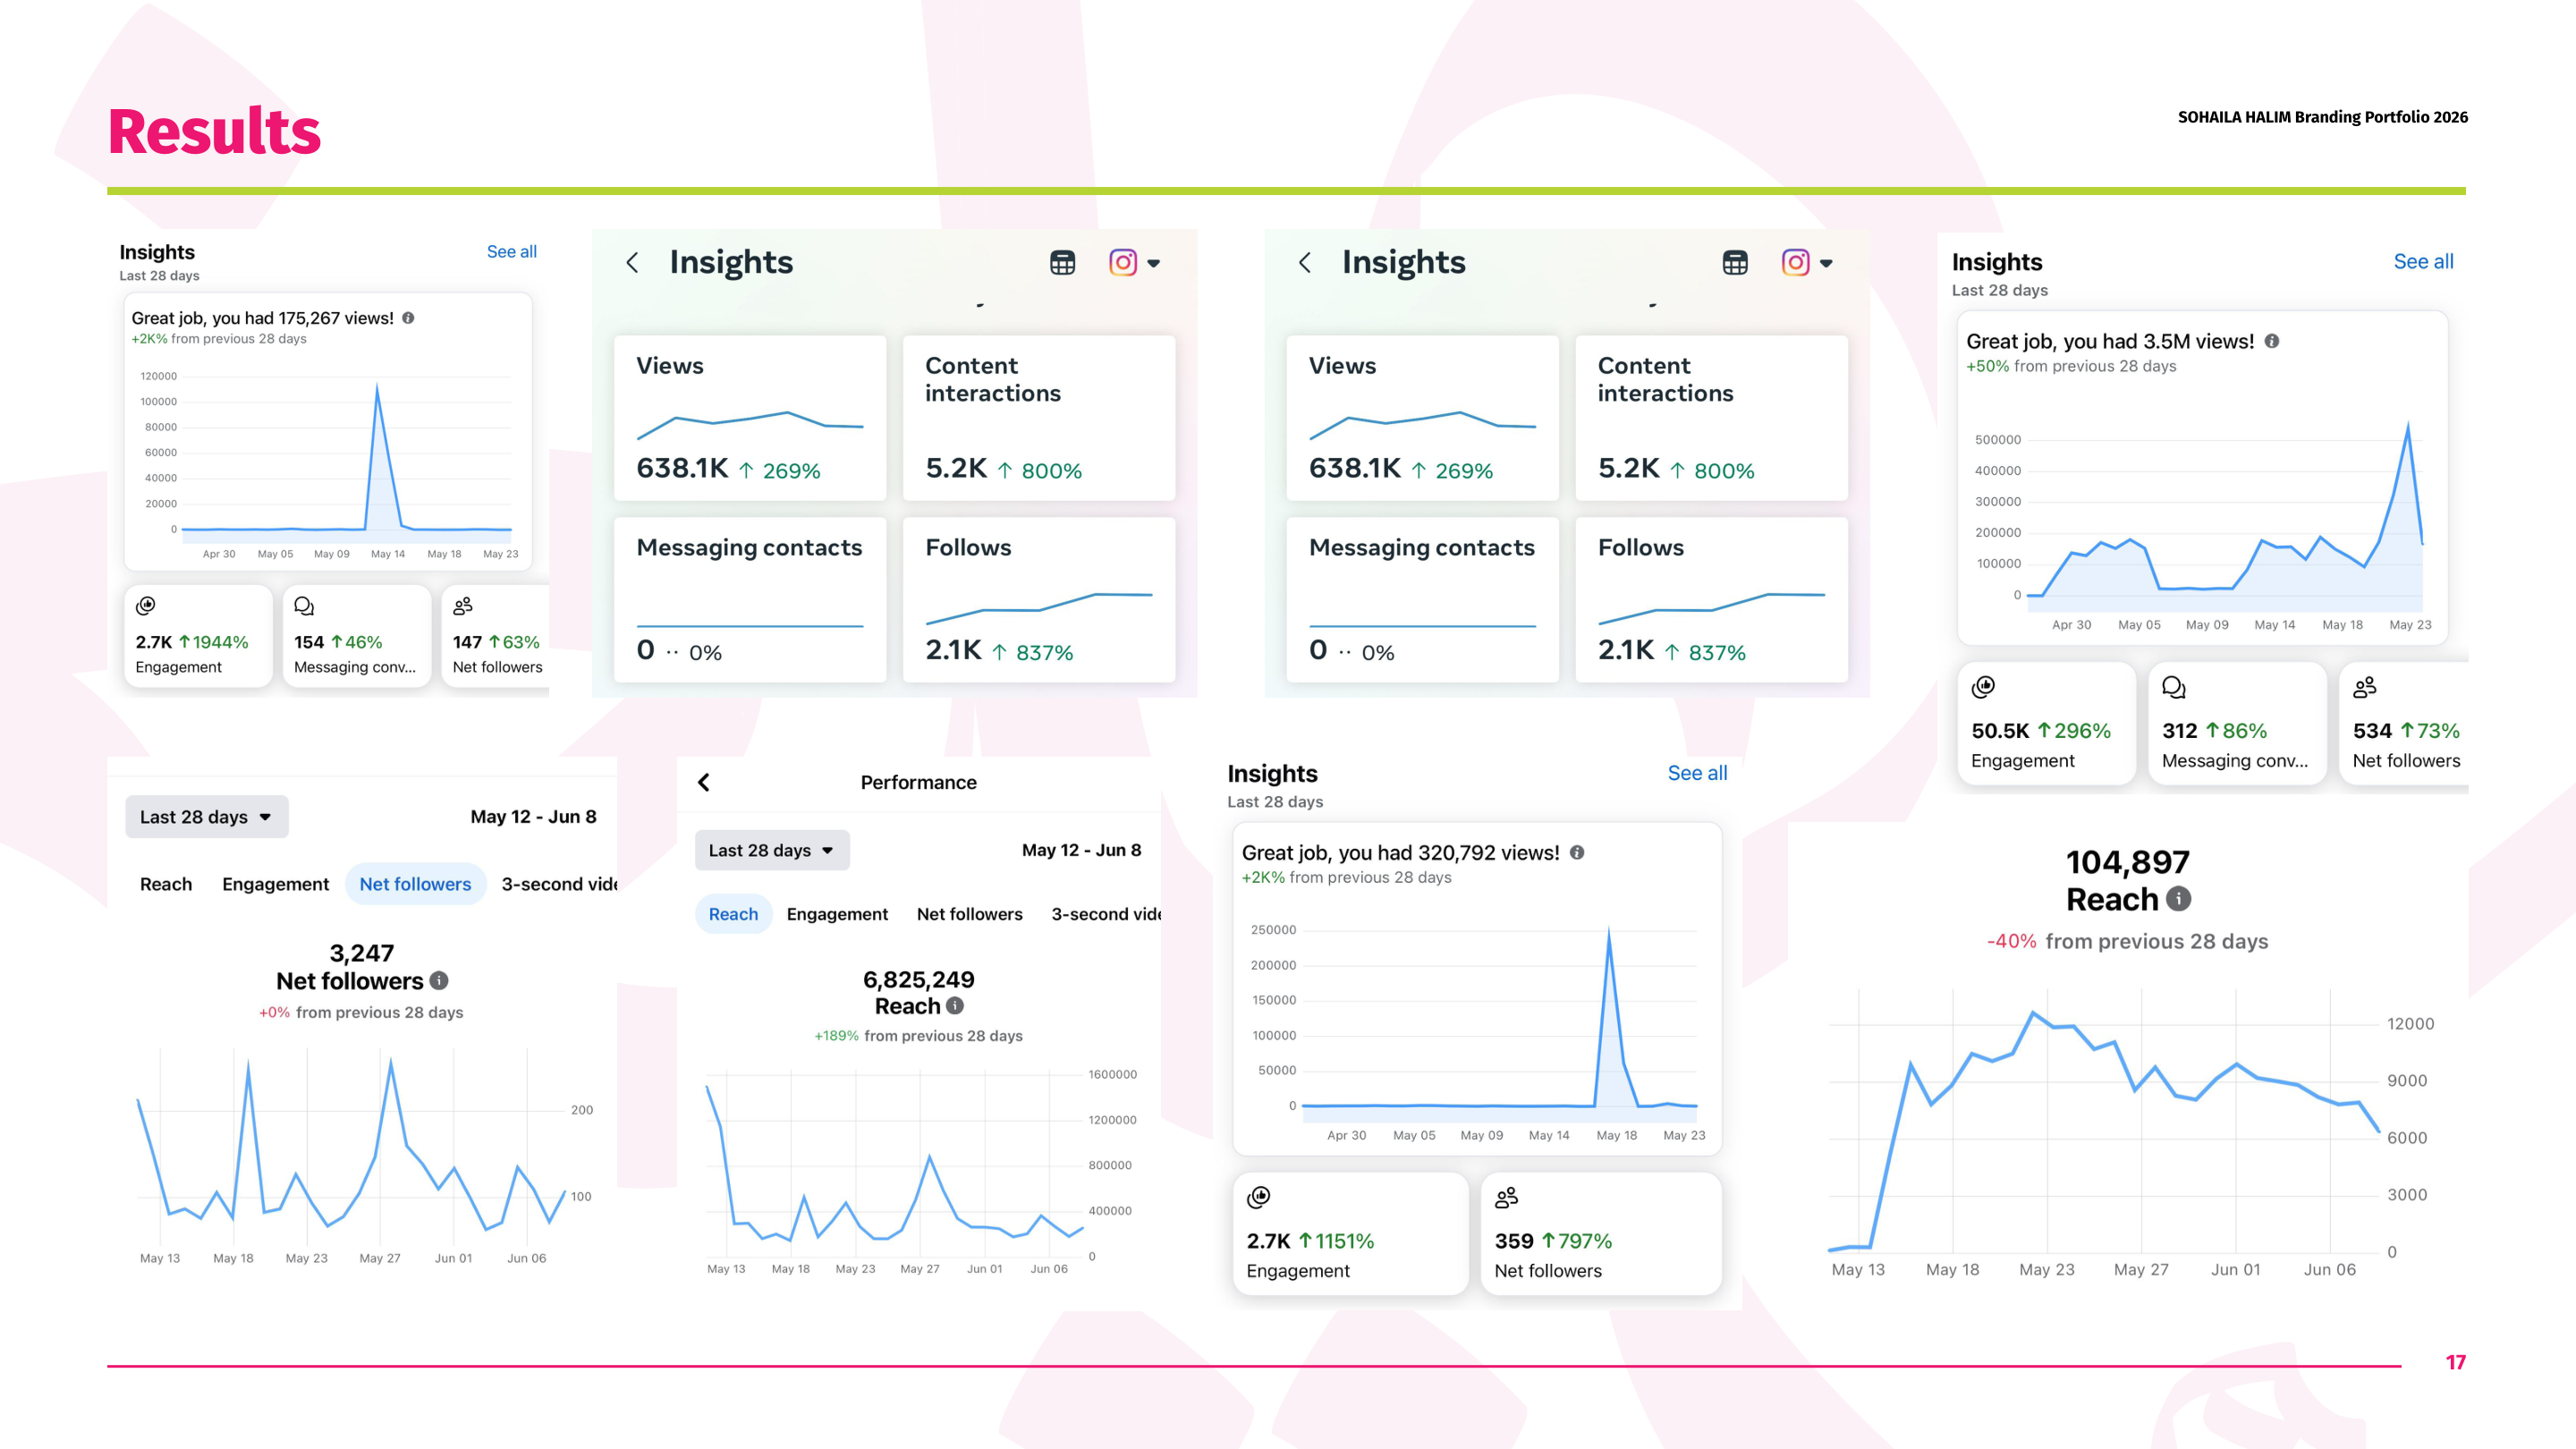 Results
SOHAILA HALIM Branding Portfolio 2026
Insights
See all
Last 28 days
Great job, you had 175,267 views!
+2K% from previous 28 days
120000
100000
80000
60000
40000
20000
0
Apr 30 May 05 May 09 May 14 May 18 May 23
2.7K ↑1944%
Engagement
154 ↑46%
Messaging conv...
147 ↑63%
Net followers
Insights
Views
638.1K ↑ 269%
Content
interactions
5.2K ↑ 800%
Messaging contacts
0 ·· 0%
Follows
2.1K ↑ 837%
Insights
Views
638.1K ↑ 269%
Content
interactions
5.2K ↑ 800%
Messaging contacts
0 ·· 0%
Follows
2.1K ↑ 837%
Insights
See all
Last 28 days
Great job, you had 3.5M views!
+50% from previous 28 days
500000
400000
300000
200000
100000
0
Apr 30 May 05 May 09 May 14 May 18 May 23
50.5K ↑296%
Engagement
312 ↑86%
Messaging conv...
534 ↑73%
Net followers
Last 28 days
May 12 - Jun 8
Reach Engagement Net followers 3-second vide
3,247
Net followers
+0% from previous 28 days
200
100
May 13 May 18 May 23 May 27 Jun 01 Jun 06
Performance
Last 28 days
May 12 - Jun 8
Reach Engagement Net followers 3-second vide
6,825,249
Reach
+189% from previous 28 days
1600000
1200000
800000
400000
0
May 13 May 18 May 23 May 27 Jun 01 Jun 06
Insights
See all
Last 28 days
Great job, you had 320,792 views!
+2K% from previous 28 days
250000
200000
150000
100000
50000
0
Apr 30 May 05 May 09 May 14 May 18 May 23
2.7K ↑1151%
Engagement
359 ↑797%
Net followers
104,897
Reach
-40% from previous 28 days
12000
9000
6000
3000
0
May 13 May 18 May 23 May 27 Jun 01 Jun 06
17